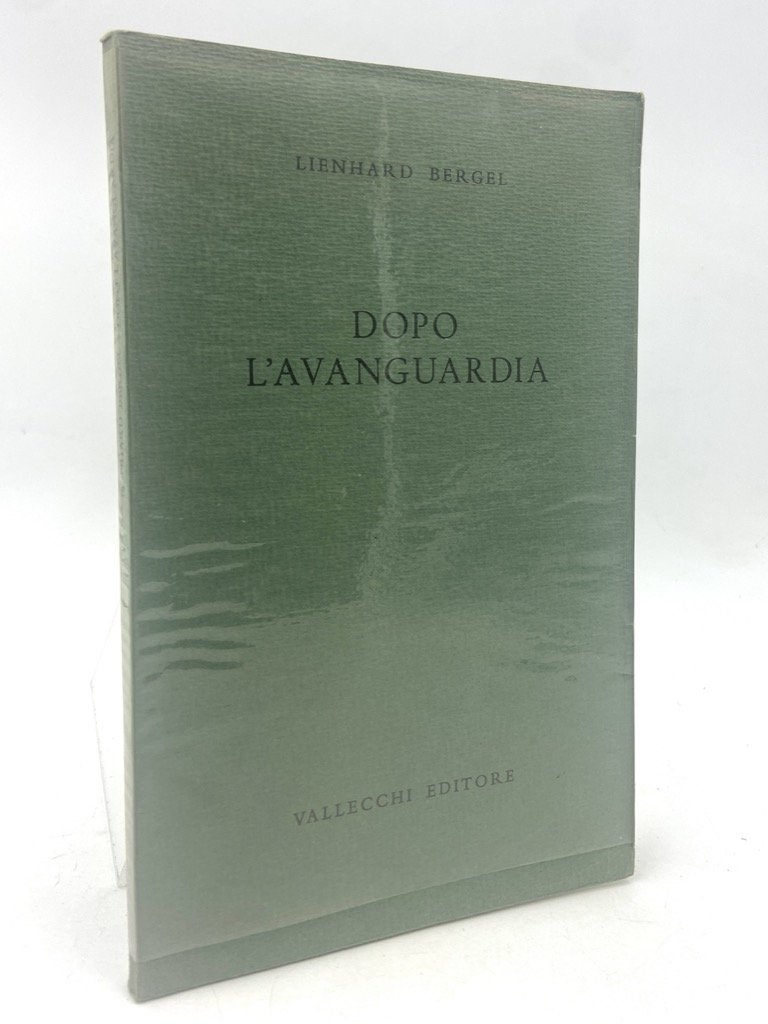 LIENHARD BERGEL
DOPO
L'AVANGUARDIA
VALLECCHI EDITORE